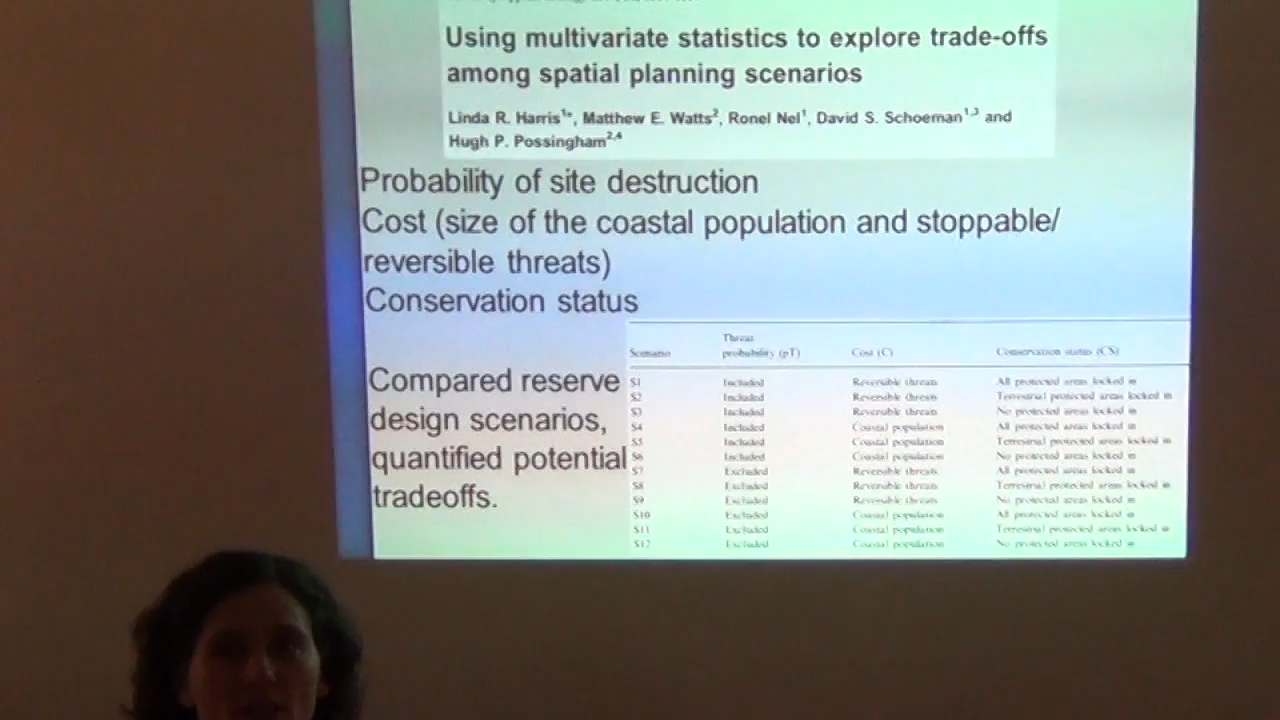 Using multivariate statistics to explore trade-offs
among spatial planning scenarios
Linda R. Harris1*, Matthew E. Watts2, Ronel Nel1, David S. Schoeman1,3 and
Hugh P. Possingham2,4
Probability of site destruction
Cost (size of the coastal population and stoppable/
reversible threats)
Conservation status
Compared reserve
design scenarios,
quantified potential
tradeoffs.
Threat
Scenario probability (pT) Cost (C) Conservation status (CS)
S1 Included Reversible threats All protected areas locked in
S2 Included Reversible threats Terrestrial protected areas locked in
S3 Included Reversible threats No protected areas locked in
S4 Included Coastal population All protected areas locked in
S5 Included Coastal population Terrestrial protected areas locked in
S6 Included Coastal population No protected areas locked in
S7 Excluded Reversible threats All protected areas locked in
S8 Excluded Reversible threats Terrestrial protected areas locked in
S9 Excluded Reversible threats No protected areas locked in
S10 Excluded Coastal population All protected areas locked in
S11 Excluded Coastal population Terrestrial protected areas locked in
S12 Excluded Coastal population No protected areas locked in